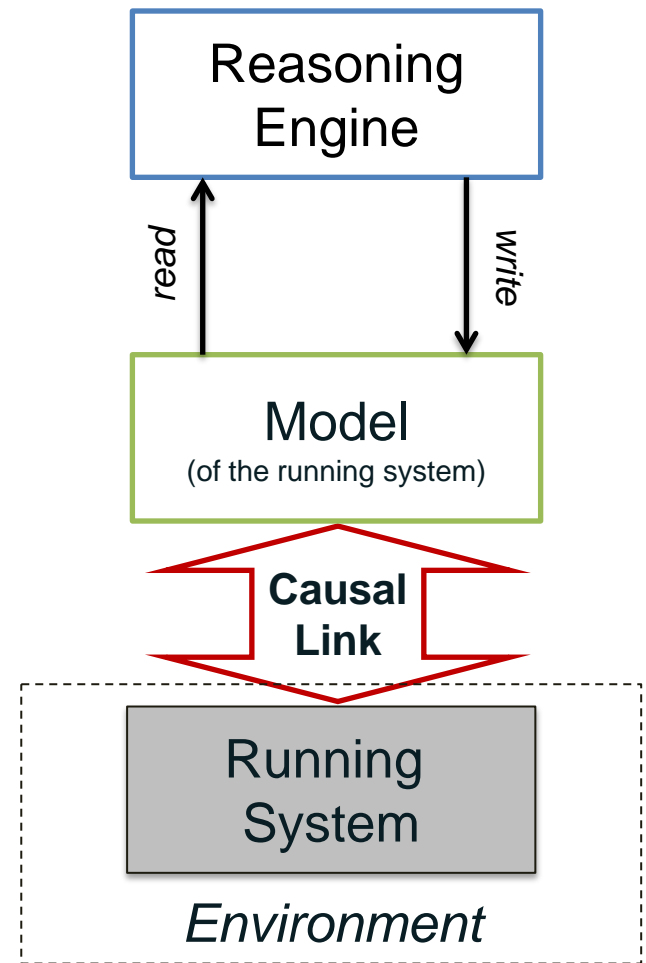 Reasoning
Engine
read
write
Model
(of the running system)
Causal
Link
Running
System
Environment